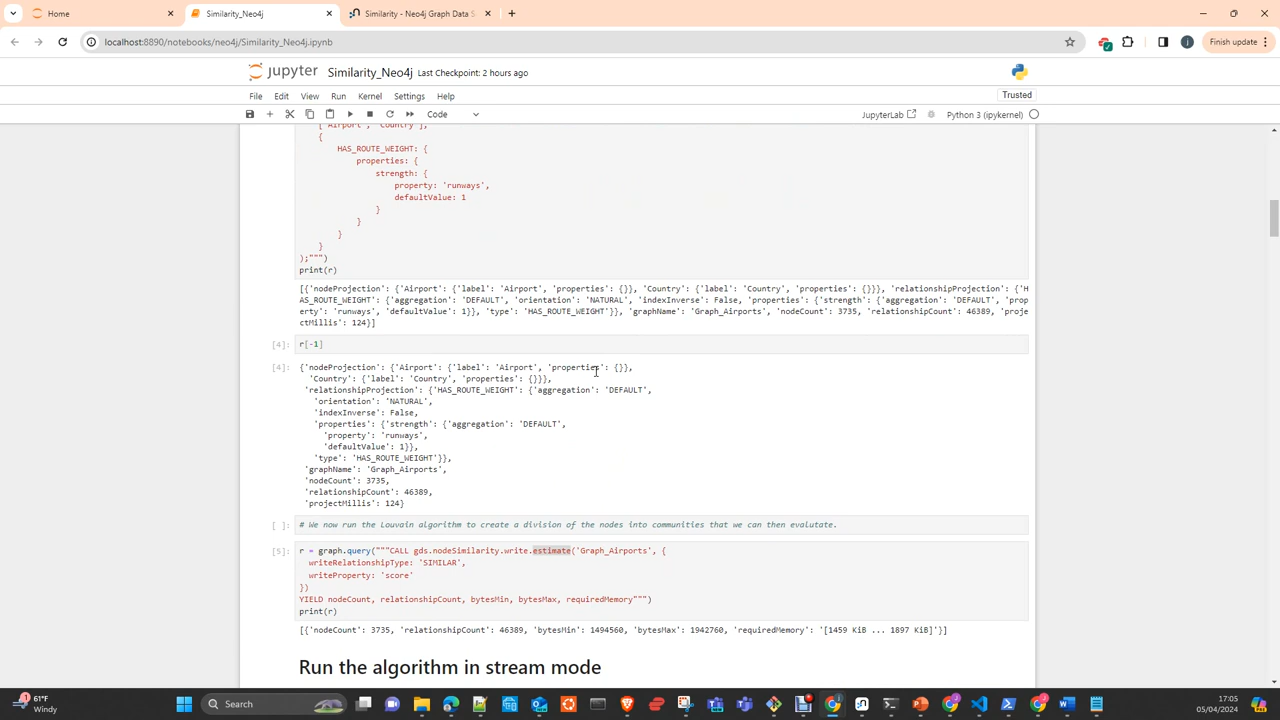 Home
Similarity_Neo4j
Similarity - Neo4j Graph Data S
localhost:8890/notebooks/neo4j/Similarity_Neo4j.ipynb
Finish update
jupyter Similarity_Neo4j Last Checkpoint: 2 hours ago
File Edit View Run Kernel Settings Help
Trusted
Code
JupyterLab
Python 3 (ipykernel)
['Airport', 'Country'],
{
HAS_ROUTE_WEIGHT: {
properties: {
strength: {
property: 'runways',
defaultValue: 1
}
}
}
}
);""")
print(r)
[{'nodeProjection': {'Airport': {'label': 'Airport', 'properties': {}}, 'Country': {'label': 'Country', 'properties': {}}}, 'relationshipProjection': {'H
AS_ROUTE_WEIGHT': {'aggregation': 'DEFAULT', 'orientation': 'NATURAL', 'indexInverse': False, 'properties': {'strength': {'aggregation': 'DEFAULT', 'prop
erty': 'runways', 'defaultValue': 1}}, 'type': 'HAS_ROUTE_WEIGHT'}}, 'graphName': 'Graph_Airports', 'nodeCount': 3735, 'relationshipCount': 46389, 'proje
ctMillis': 124}]
[4]: r[-1]
[4]: {'nodeProjection': {'Airport': {'label': 'Airport', 'properties': {}},
'Country': {'label': 'Country', 'properties': {}}},
'relationshipProjection': {'HAS_ROUTE_WEIGHT': {'aggregation': 'DEFAULT',
'orientation': 'NATURAL',
'indexInverse': False,
'properties': {'strength': {'aggregation': 'DEFAULT',
'property': 'runways',
'defaultValue': 1}},
'type': 'HAS_ROUTE_WEIGHT'}},
'graphName': 'Graph_Airports',
'nodeCount': 3735,
'relationshipCount': 46389,
'projectMillis': 124}
[ ]: # We now run the Louvain algorithm to create a division of the nodes into communities that we can then evalutate.
[5]: r = graph.query("""CALL gds.nodeSimilarity.write.estimate('Graph_Airports', {
writeRelationshipType: 'SIMILAR',
writeProperty: 'score'
})
YIELD nodeCount, relationshipCount, bytesMin, bytesMax, requiredMemory""")
print(r)
[{'nodeCount': 3735, 'relationshipCount': 46389, 'bytesMin': 1494560, 'bytesMax': 1942760, 'requiredMemory': '[1459 KiB ... 1897 KiB]'}]
Run the algorithm in stream mode
61°F
Windy
Search
17:05
05/04/2024